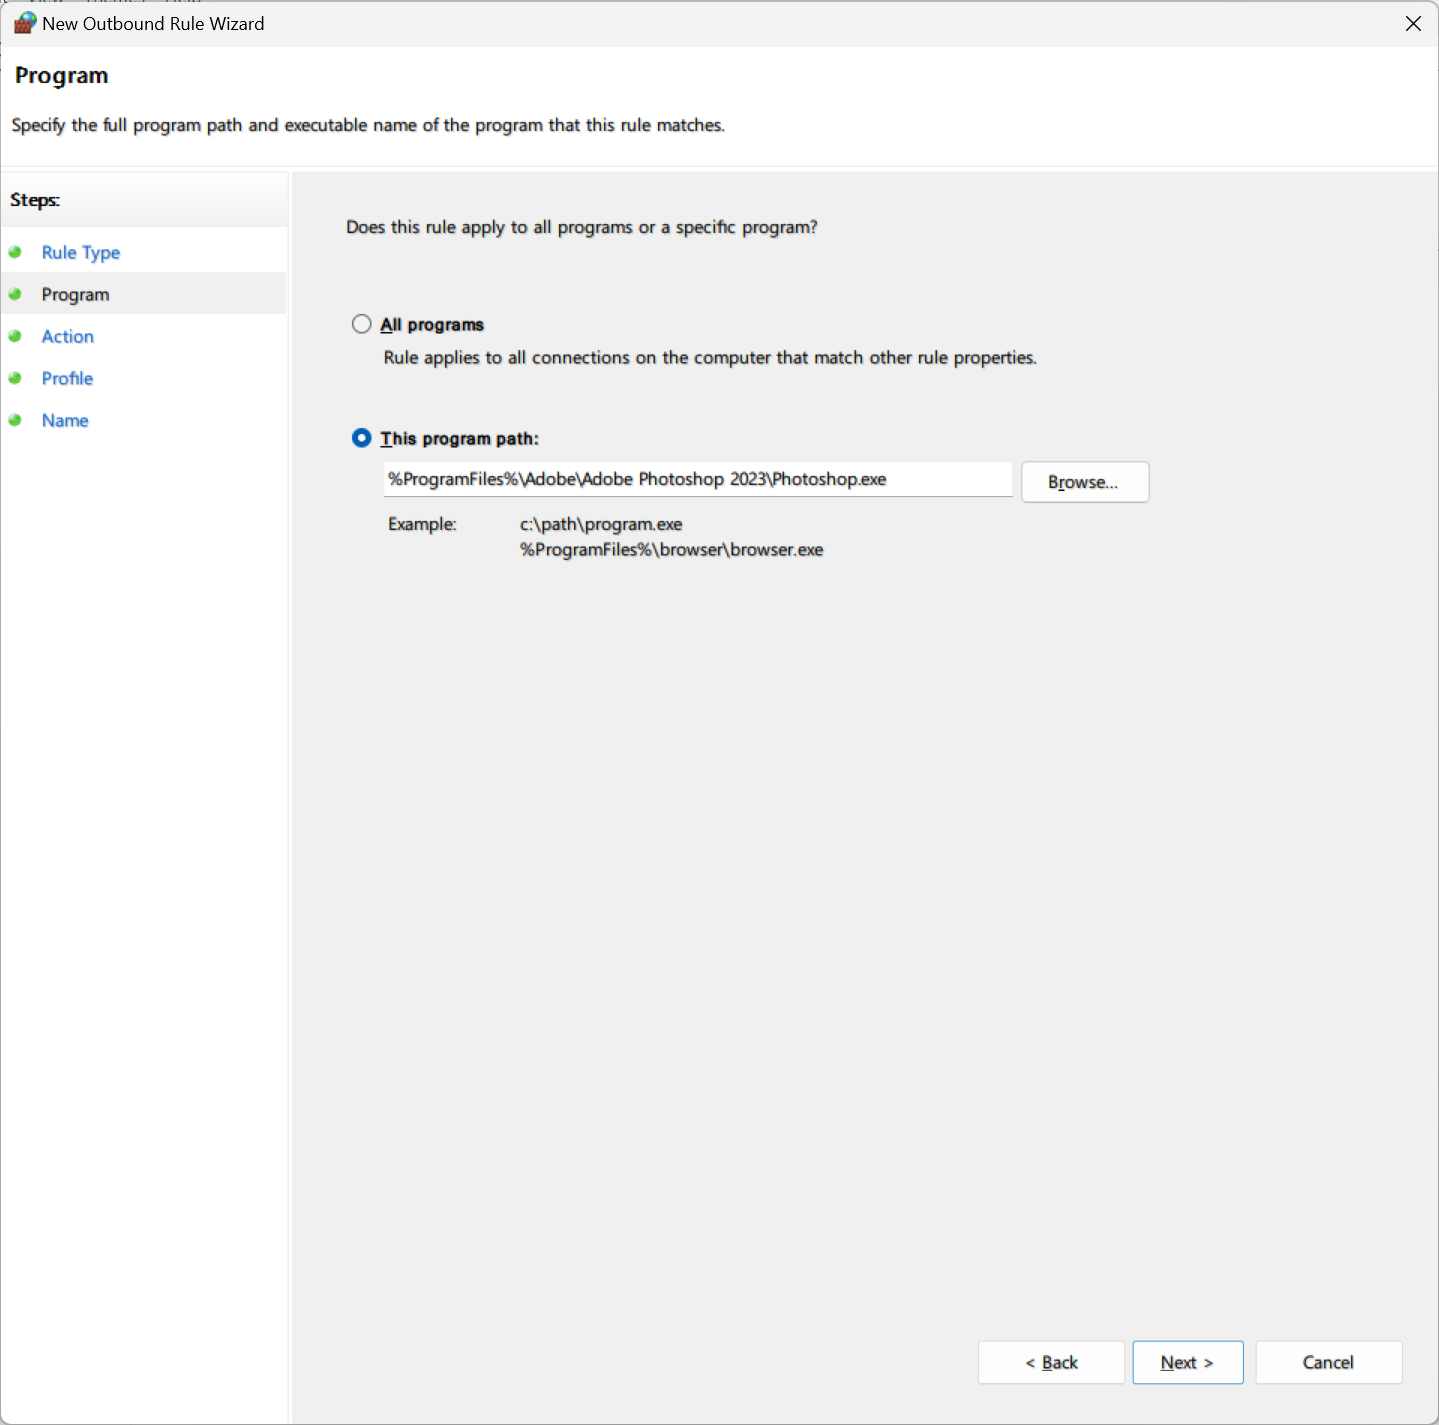 New Outbound Rule Wizard
Program
Specify the full program path and executable name of the program that this rule matches.
Steps:
Rule Type
Program
Action
Profile
Name
Does this rule apply to all programs or a specific program?
All programs
Rule applies to all connections on the computer that match other rule properties.
This program path:
%ProgramFiles%\Adobe\Adobe Photoshop 2023\Photoshop.exe
Browse...
Example: c:\path\program.exe
%ProgramFiles%\browser\browser.exe
< Back
Next >
Cancel